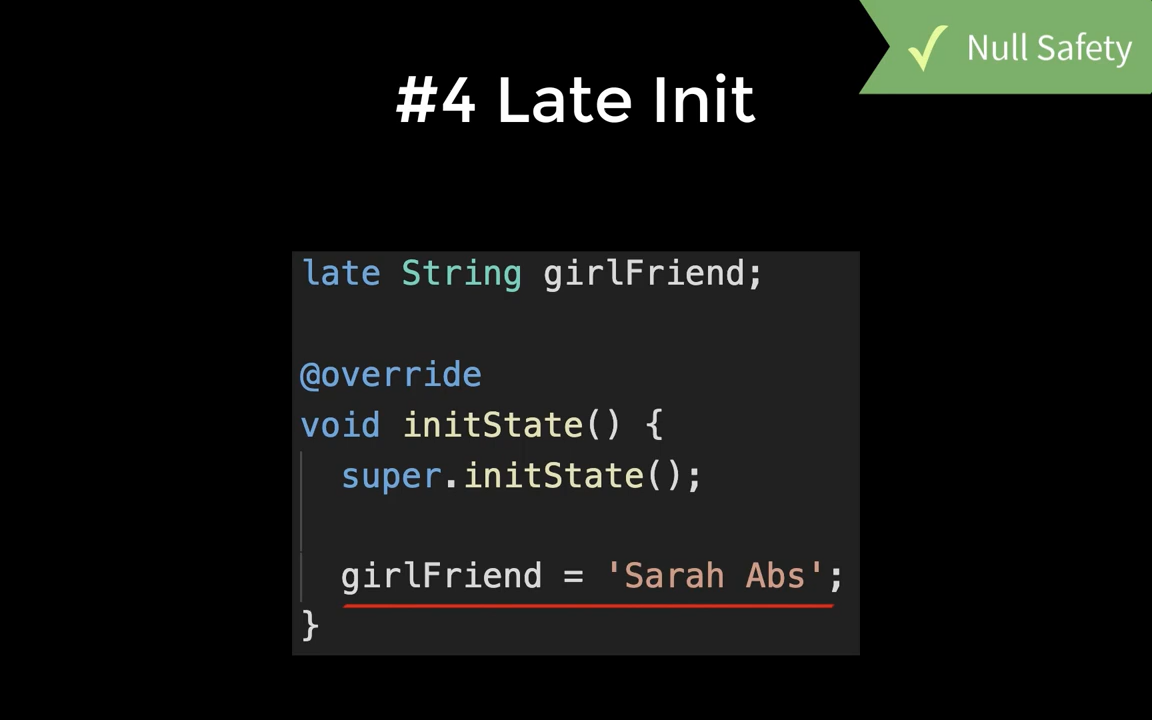 Null Safety
#4 Late Init
late String girlFriend;
@override
void initState() {
super.initState();
girlFriend = 'Sarah Abs';
}